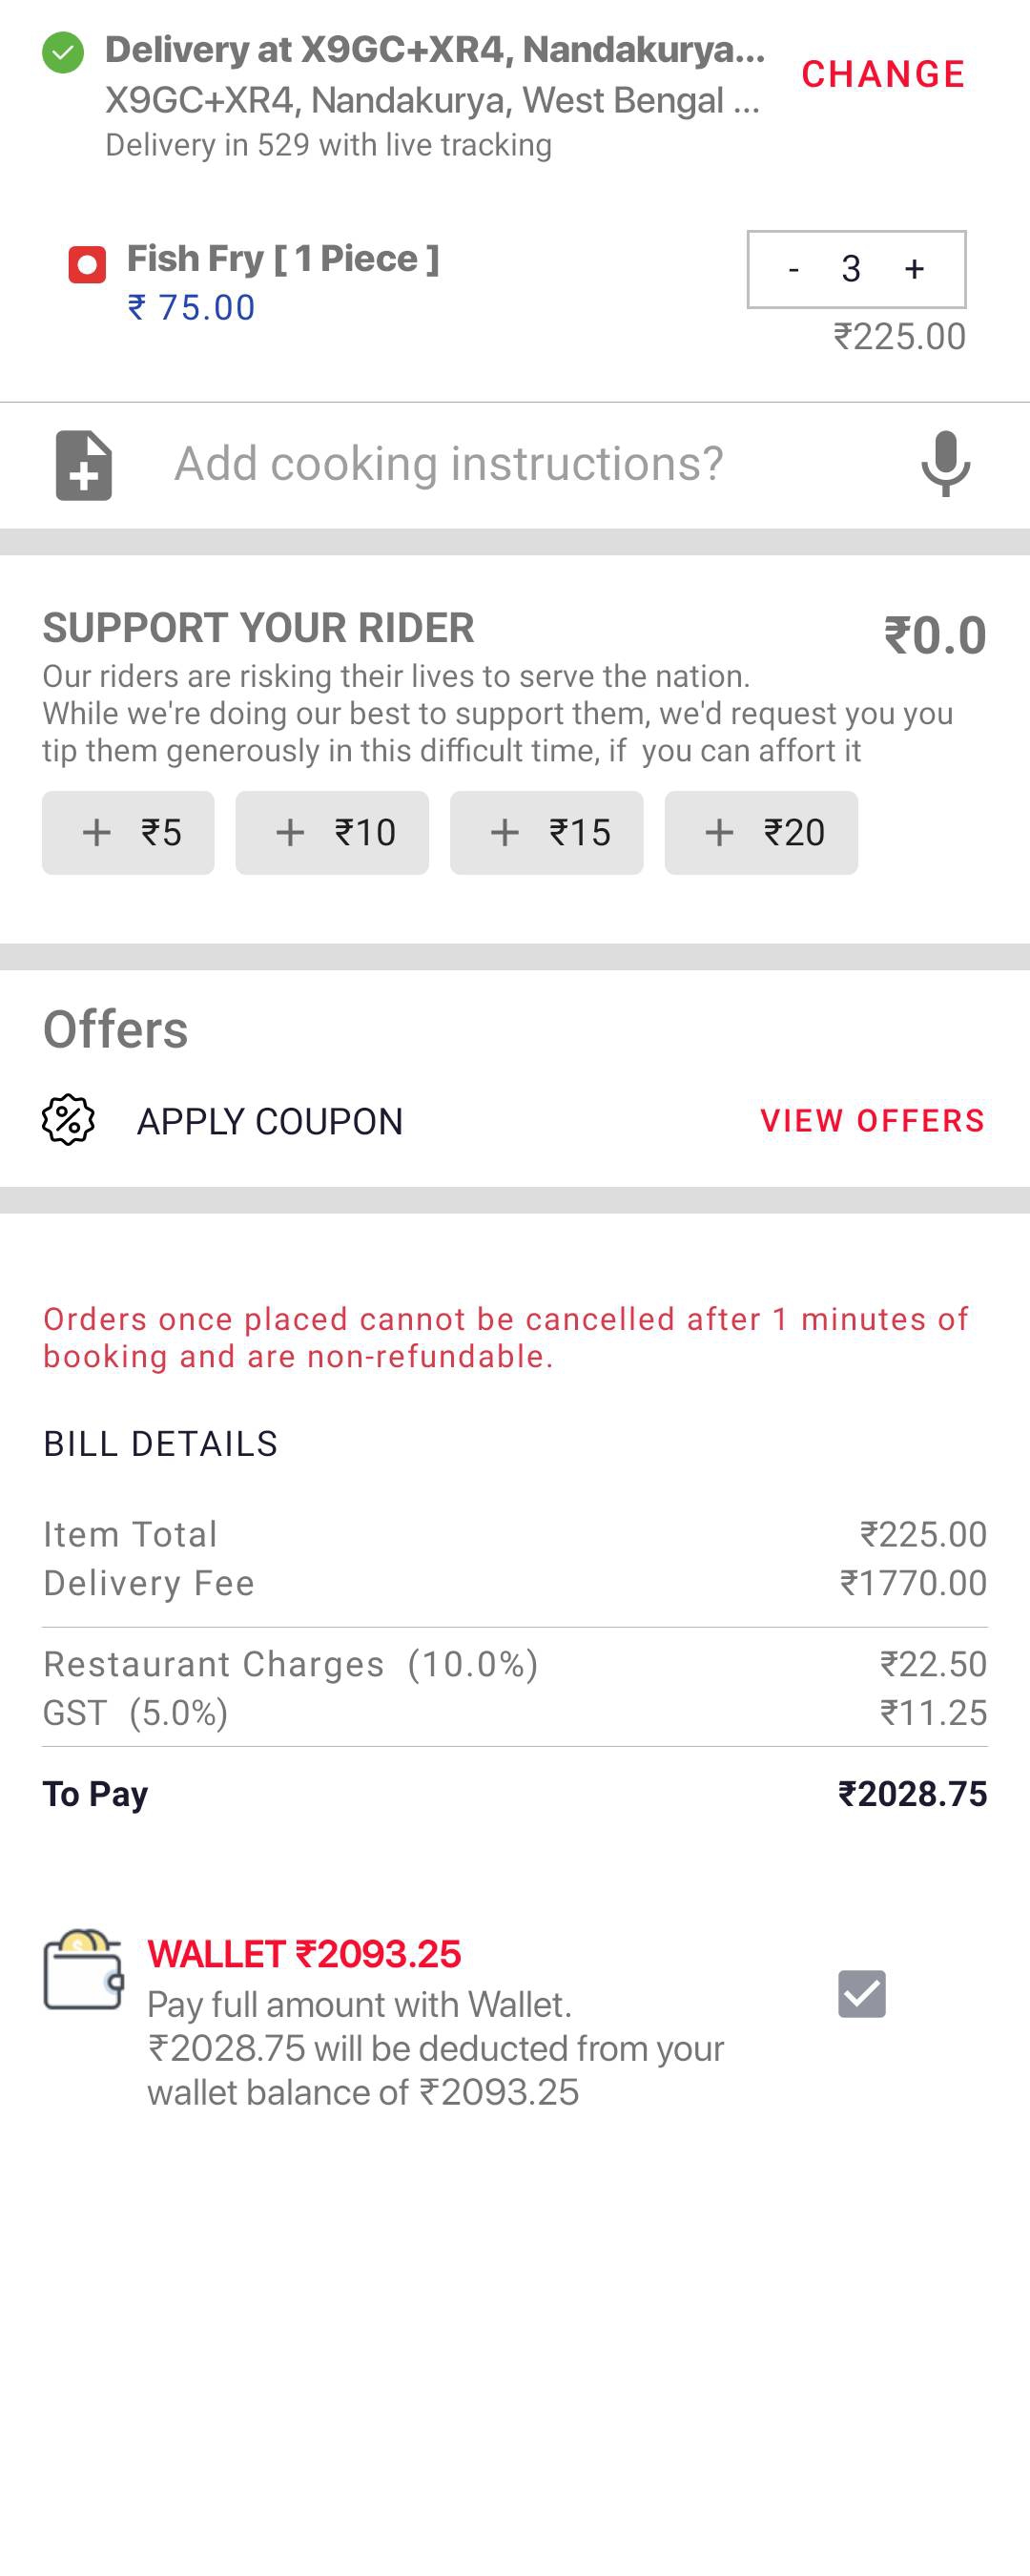 Delivery at X9GC+XR4, Nandakurya...
CHANGE
X9GC+XR4, Nandakurya, West Bengal ...
Delivery in 529 with live tracking
Fish Fry [ 1 Piece ]
- 3 +
₹ 75.00
₹225.00
Add cooking instructions?
SUPPORT YOUR RIDER
₹0.0
Our riders are risking their lives to serve the nation.
While we're doing our best to support them, we'd request you you
tip them generously in this difficult time, if  you can affort it
+ ₹5 + ₹10 + ₹15 + ₹20
Offers
APPLY COUPON VIEW OFFERS
Orders once placed cannot be cancelled after 1 minutes of
booking and are non-refundable.
BILL DETAILS
Item Total ₹225.00
Delivery Fee ₹1770.00
Restaurant Charges (10.0%) ₹22.50
GST (5.0%) ₹11.25
To Pay ₹2028.75
WALLET ₹2093.25
Pay full amount with Wallet.
₹2028.75 will be deducted from your
wallet balance of ₹2093.25